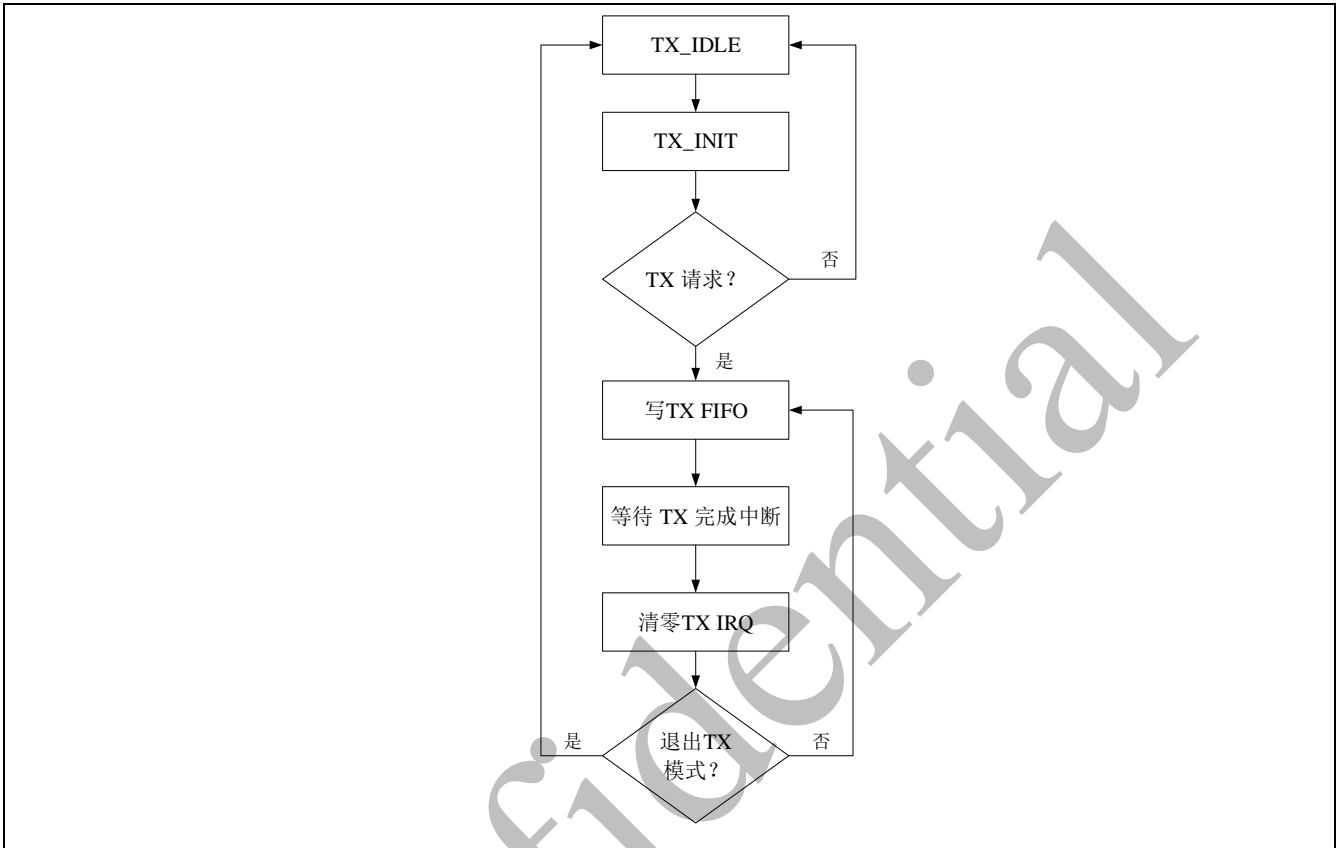 TX_IDLE
TX_INIT
TX 请求？
否
是
写TX FIFO
等待 TX 完成中断
清零TX IRQ
是
退出TX
模式？
否
fidential